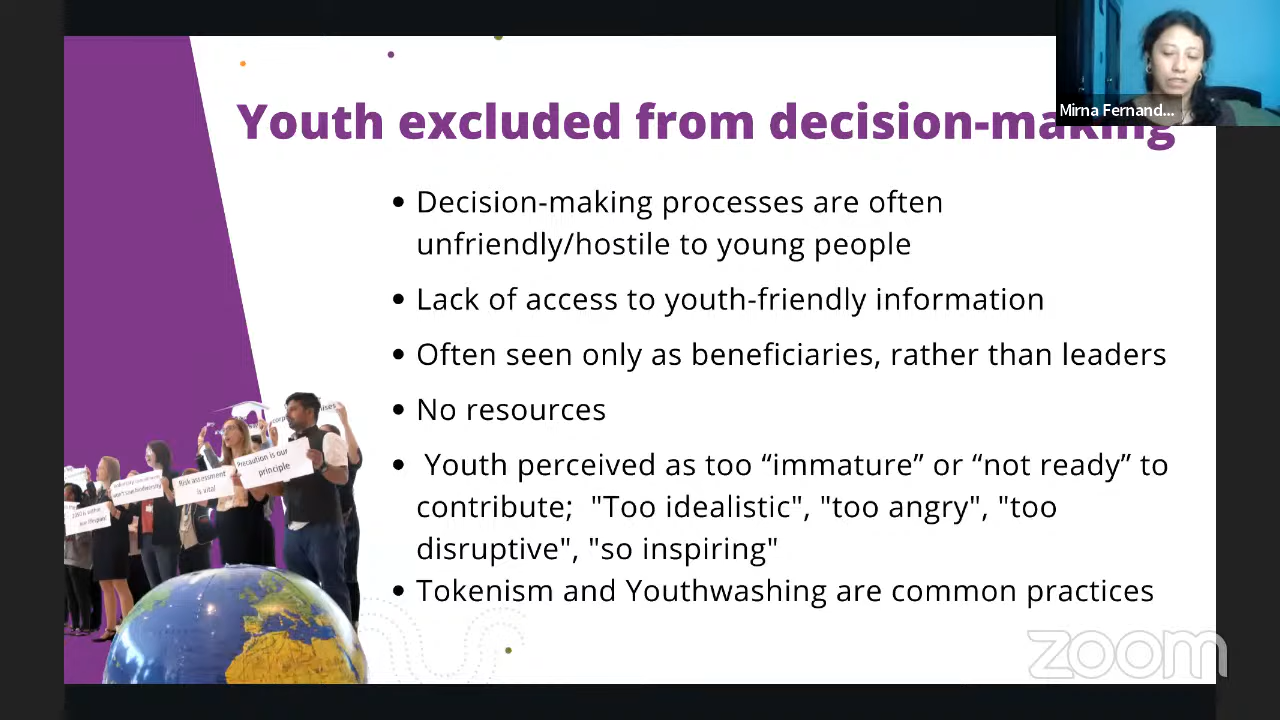 Youth excluded from decision-making
Mirna Fernand...
• Decision-making processes are often
unfriendly/hostile to young people
• Lack of access to youth-friendly information
• Often seen only as beneficiaries, rather than leaders
• No resources
• Youth perceived as too “immature” or “not ready” to
contribute; "Too idealistic", "too angry", "too
disruptive", "so inspiring"
• Tokenism and Youthwashing are common practices
Precaution is our
principle
Risk assessment
is vital
won't save biodiversity
zoom